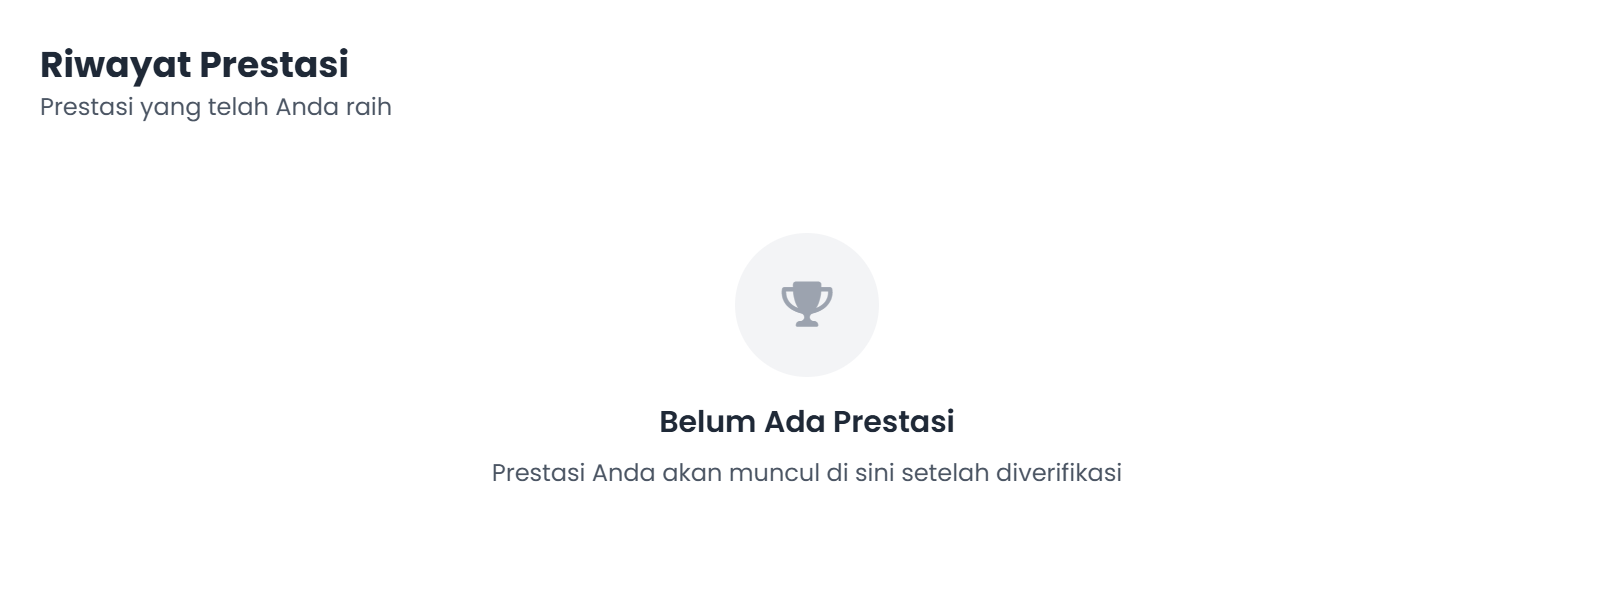 Riwayat Prestasi
Prestasi yang telah Anda raih
Belum Ada Prestasi
Prestasi Anda akan muncul di sini setelah diverifikasi